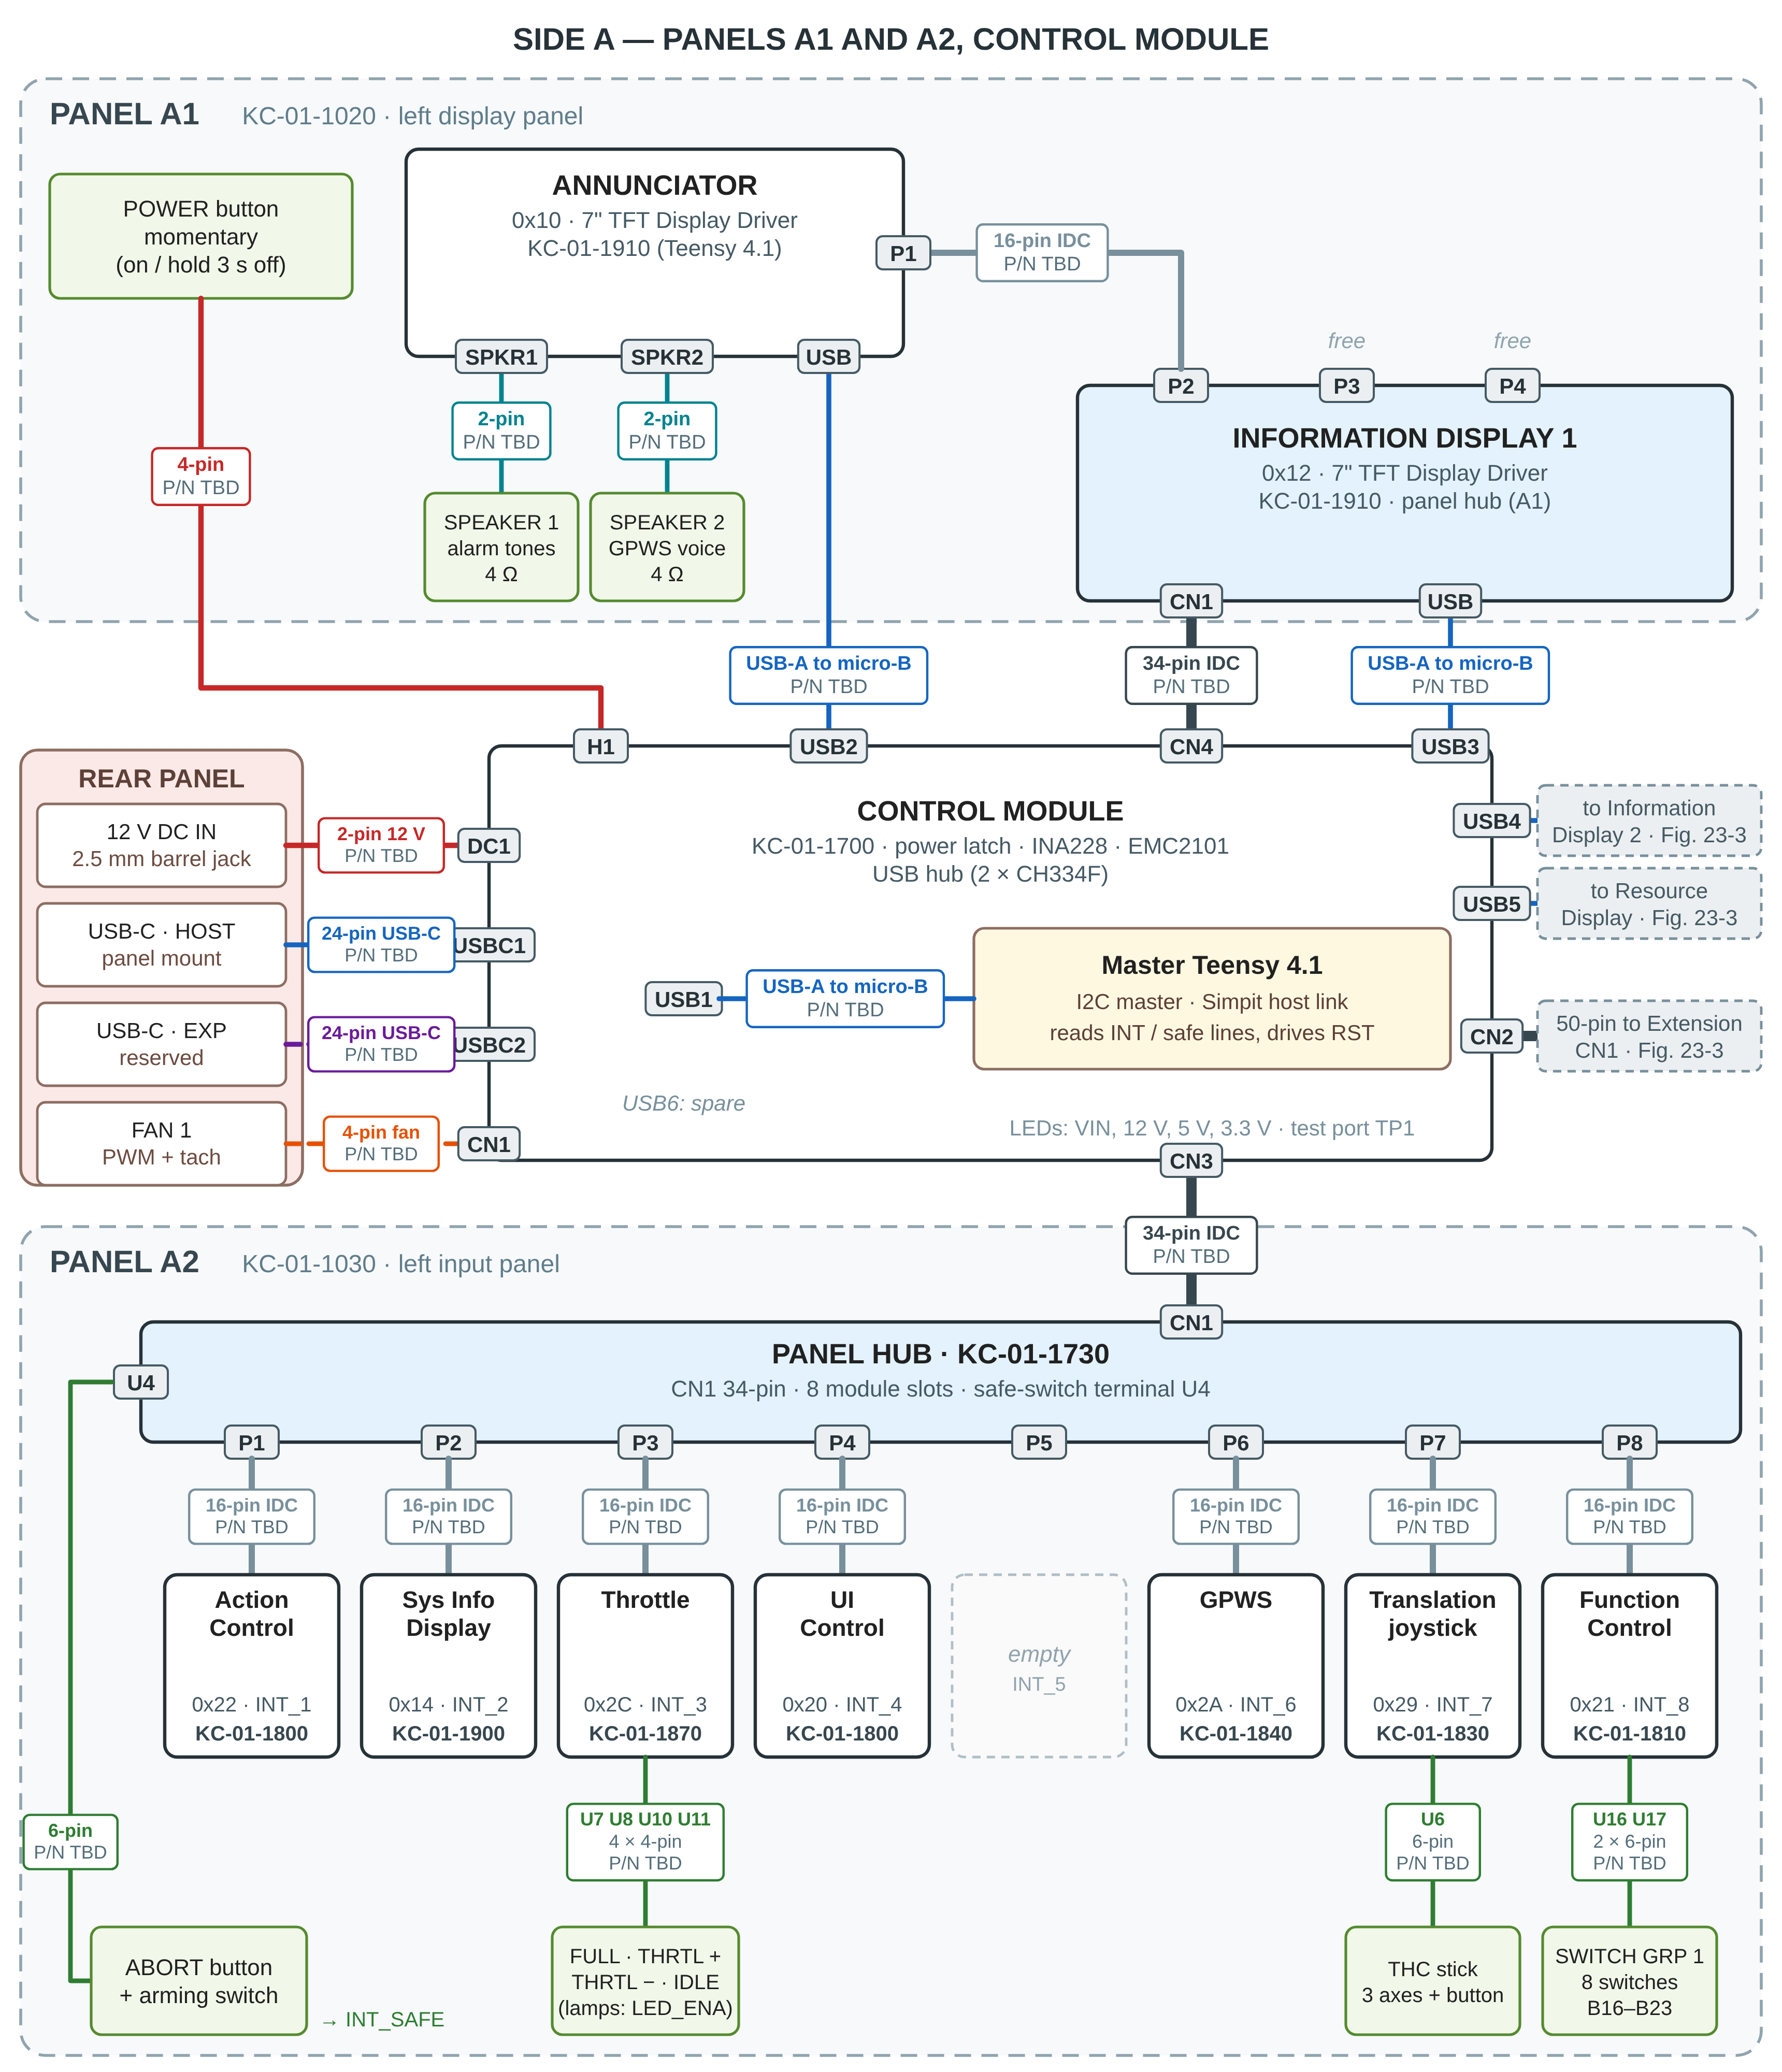 SIDE A — PANELS A1 AND A2, CONTROL MODULE
PANEL A1 KC-01-1020 · left display panel
POWER button
momentary
(on / hold 3 s off)
4-pin
P/N TBD
ANNUNCIATOR
0x10 · 7" TFT Display Driver
KC-01-1910 (Teensy 4.1)
P1
16-pin IDC
P/N TBD
SPKR1
SPKR2
USB
2-pin
P/N TBD
2-pin
P/N TBD
SPEAKER 1
alarm tones
4 Ω
SPEAKER 2
GPWS voice
4 Ω
free
free
P2
P3
P4
INFORMATION DISPLAY 1
0x12 · 7" TFT Display Driver
KC-01-1910 · panel hub (A1)
CN1
USB
USB-A to micro-B
P/N TBD
34-pin IDC
P/N TBD
USB-A to micro-B
P/N TBD
H1
USB2
CN4
USB3
REAR PANEL
12 V DC IN
2.5 mm barrel jack
2-pin 12 V
P/N TBD
DC1
USB-C · HOST
panel mount
24-pin USB-C
P/N TBD
USBC1
USB-C · EXP
reserved
24-pin USB-C
P/N TBD
USBC2
FAN 1
PWM + tach
4-pin fan
P/N TBD
CN1
CONTROL MODULE
KC-01-1700 · power latch · INA228 · EMC2101
USB hub (2 × CH334F)
USB1
USB-A to micro-B
P/N TBD
Master Teensy 4.1
I2C master · Simpit host link
reads INT / safe lines, drives RST
USB6: spare
LEDs: VIN, 12 V, 5 V, 3.3 V · test port TP1
USB4
to Information
Display 2 · Fig. 23-3
USB5
to Resource
Display · Fig. 23-3
CN2
50-pin to Extension
CN1 · Fig. 23-3
CN3
34-pin IDC
P/N TBD
PANEL A2 KC-01-1030 · left input panel
CN1
PANEL HUB · KC-01-1730
CN1 34-pin · 8 module slots · safe-switch terminal U4
U4
P1
P2
P3
P4
P5
P6
P7
P8
16-pin IDC
P/N TBD
16-pin IDC
P/N TBD
16-pin IDC
P/N TBD
16-pin IDC
P/N TBD
16-pin IDC
P/N TBD
16-pin IDC
P/N TBD
16-pin IDC
P/N TBD
Action
Control
0x22 · INT_1
KC-01-1800
Sys Info
Display
0x14 · INT_2
KC-01-1900
Throttle
0x2C · INT_3
KC-01-1870
UI
Control
0x20 · INT_4
KC-01-1800
empty
INT_5
GPWS
0x2A · INT_6
KC-01-1840
Translation
joystick
0x29 · INT_7
KC-01-1830
Function
Control
0x21 · INT_8
KC-01-1810
6-pin
P/N TBD
U7 U8 U10 U11
4 × 4-pin
P/N TBD
U6
6-pin
P/N TBD
U16 U17
2 × 6-pin
P/N TBD
ABORT button
+ arming switch
→ INT_SAFE
FULL · THRTL +
THRTL − · IDLE
(lamps: LED_ENA)
THC stick
3 axes + button
SWITCH GRP 1
8 switches
B16–B23